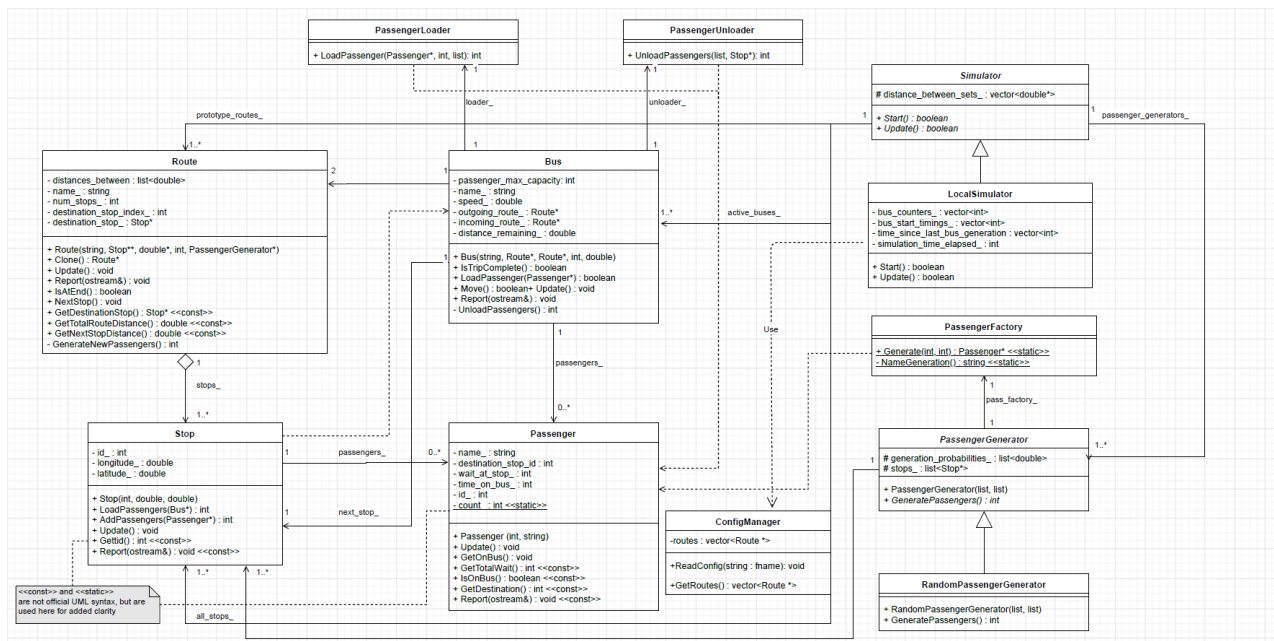 PassengerLoader
+ LoadPassenger(Passenger*, int, list): int
PassengerUnloader
+ UnloadPassengers(list, Stop*): int
Simulator
# distance_between_sets_ : vector<double*>
+ Start() : boolean
+ Update() : boolean
1
1
loader_
unloader_
prototype_routes_
1
1
passenger_generators_
1..*
1
1
Route
- distances_between : list<double>
- name_ : string
- num_stops_ : int
- destination_stop_index_ : int
- destination_stop_ : Stop*
+ Route(string, Stop**, double*, int, PassengerGenerator*)
+ Clone() : Route*
+ Update() : void
+ Report(ostream&) : void
+ IsAtEnd() : boolean
+ NextStop() : void
+ GetDestinationStop() : Stop* <<const>>
+ GetTotalRouteDistance() : double <<const>>
+ GetNextStopDistance() : double <<const>>
- GenerateNewPassengers() : int
2
1
Bus
- passenger_max_capacity: int
- name_ : string
- speed_ : double
- outgoing_route_ : Route*
- incoming_route_ : Route*
- distance_remaining_ : double
+ Bus(string, Route*, Route*, int, double)
+ IsTripComplete() : boolean
+ LoadPassenger(Passenger*) : boolean
+ Move() : boolean+ Update() : void
+ Report(ostream&) : void
- UnloadPassengers() : int
1..*
active_buses_
1
LocalSimulator
- bus_counters_ : vector<int>
- bus_start_timings_ : vector<int>
- time_since_last_bus_generation : vector<int>
- simulation_time_elapsed_ : int
+ Start() : boolean
+ Update() : boolean
Use
PassengerFactory
+ Generate(int, int) : Passenger* <<static>>
- NameGeneration() : string <<static>>
1
stops_
1..*
1
passengers_
0..*
1
pass_factory_
1
Stop
- id_ : int
- longitude_ : double
- latitude_ : double
+ Stop(int, double, double)
+ LoadPassengers(Bus*) : int
+ AddPassengers(Passenger*) : int
+ Update() : void
+ GetId() : int <<const>>
+ Report(ostream&) : void <<const>>
1
passengers_
0..*
1
next_stop_
Passenger
- name_ : string
- destination_stop_id : int
- wait_at_stop_ : int
- time_on_bus_ : int
- id_ : int
- count_ : int <<static>>
+ Passenger (int, string)
+ Update() : void
+ GetOnBus() : void
+ GetTotalWait() : int <<const>>
+ IsOnBus() : boolean <<const>>
+ GetDestination() : int <<const>>
+ Report(ostream&) : void <<const>>
PassengerGenerator
# generation_probabilities_ : list<double>
# stops_ : list<Stop*>
+ PassengerGenerator(list, list)
+ GeneratePassengers() : int
1
1..*
ConfigManager
-routes : vector<Route *>
+ReadConfig(string : fname): void
+GetRoutes() : vector<Route *>
RandomPassengerGenerator
+ RandomPassengerGenerator(list, list)
+ GeneratePassengers() : int
1..*
1..*
all_stops_
<<const>> and <<static>>
are not official UML syntax, but are
used here for added clarity